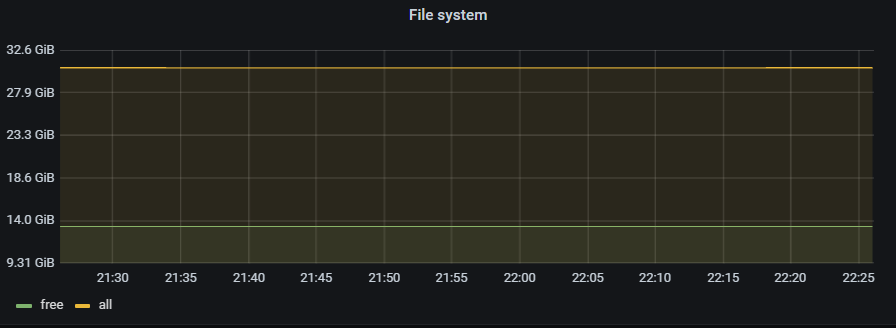 File system
32.6 GiB
27.9 GiB
23.3 GiB
18.6 GiB
14.0 GiB
9.31 GiB
21:30 21:35 21:40 21:45 21:50 21:55 22:00 22:05 22:10 22:15 22:20 22:25
free all